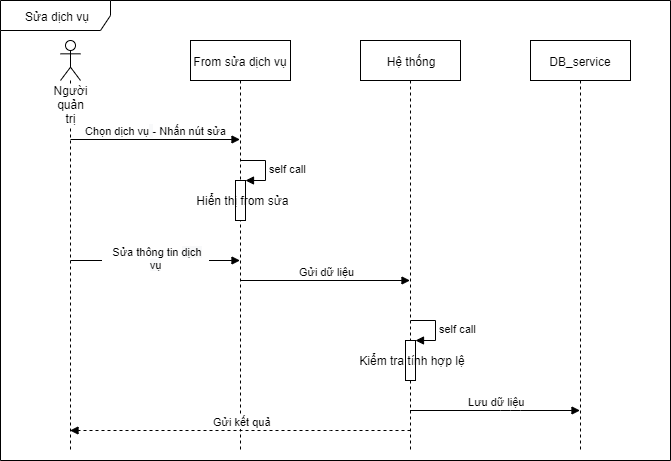 Sửa dịch vụ
Người
quản
trị
From sửa dịch vụ
Hệ thống
DB_service
Chọn dịch vụ - Nhấn nút sửa
self call
Hiển thị from sửa
Sửa thông tin dịch
vụ
Gửi dữ liệu
self call
Kiểm tra tính hợp lệ
Lưu dữ liệu
Gửi kết quả